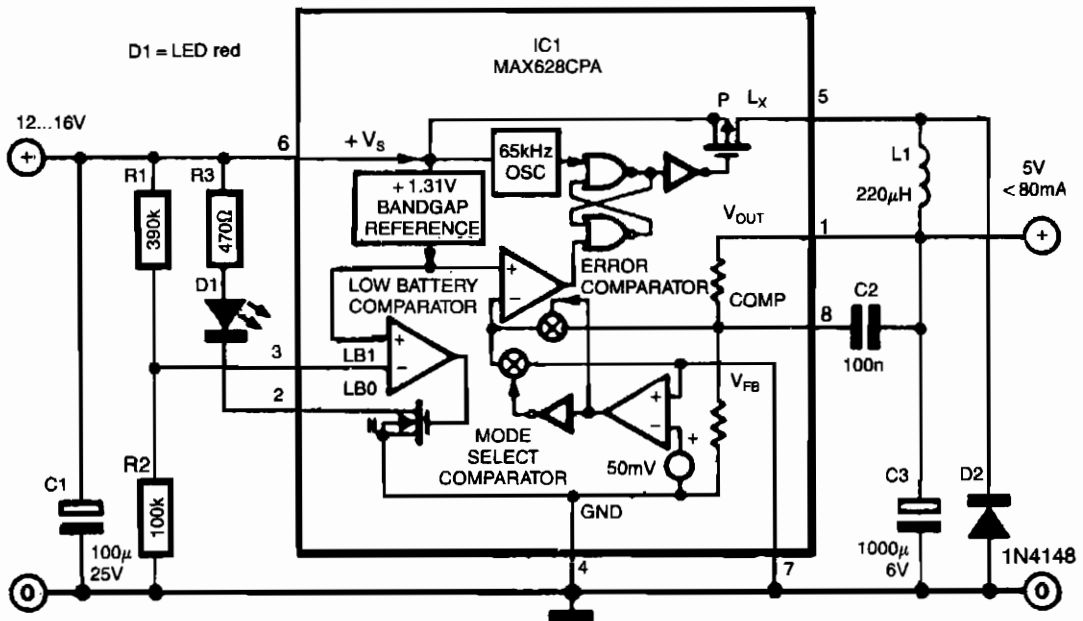 D1 = LED red
IC1
MAX628CPA
12...16V
+
6
+ VS
65kHz
OSC
P
LX
5
R1
390k
R3
470Ω
+ 1.31V
BANDGAP
REFERENCE
L1
220µH
5V
< 80mA
+
VOUT
1
D1
LOW BATTERY
COMPARATOR
+
−
ERROR
COMPARATOR
COMP
8
C2
100n
3
LB1
LB0
+
−
2
N
MODE
SELECT
COMPARATOR
+
−
VFB
50mV
+
R2
100k
C1
100µ
25V
GND
4
7
C3
1000µ
6V
D2
1N4148
0
0